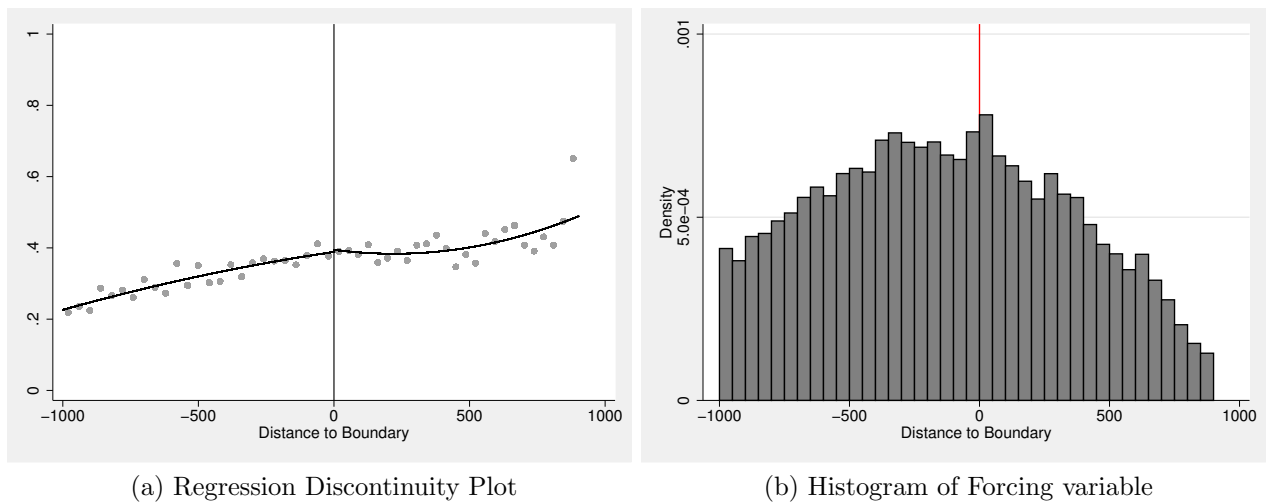 1
.8
.6
.4
.2
0
−1000 −500 0 500 1000
Distance to Boundary
(a) Regression Discontinuity Plot
.001
Density
5.0e−04
0
−1000 −500 0 500 1000
Distance to Boundary
(b) Histogram of Forcing variable